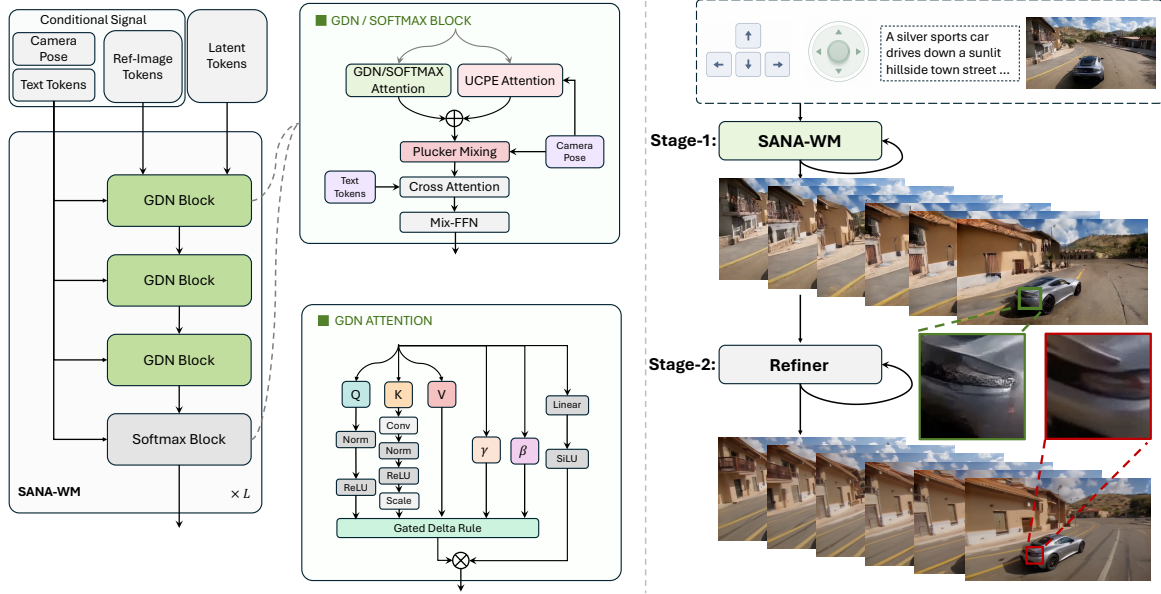 Conditional Signal
Camera
Pose
Text Tokens
Ref-Image
Tokens
Latent
Tokens
GDN Block
GDN Block
GDN Block
Softmax Block
SANA-WM
× L
GDN / SOFTMAX BLOCK
GDN/SOFTMAX
Attention
UCPE Attention
Plucker Mixing
Camera
Pose
Text
Tokens
Cross Attention
Mix-FFN
GDN ATTENTION
Q
K
V
Conv
Norm
Norm
ReLU
ReLU
Scale
γ
β
Linear
SiLU
Gated Delta Rule
A silver sports car
drives down a sunlit
hillside town street ...
Stage-1:
SANA-WM
Stage-2:
Refiner